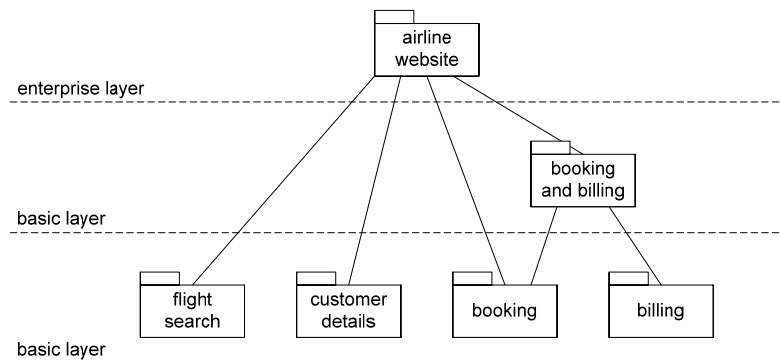 airline
website
enterprise layer
booking
and billing
basic layer
flight
search
customer
details
booking
billing
basic layer